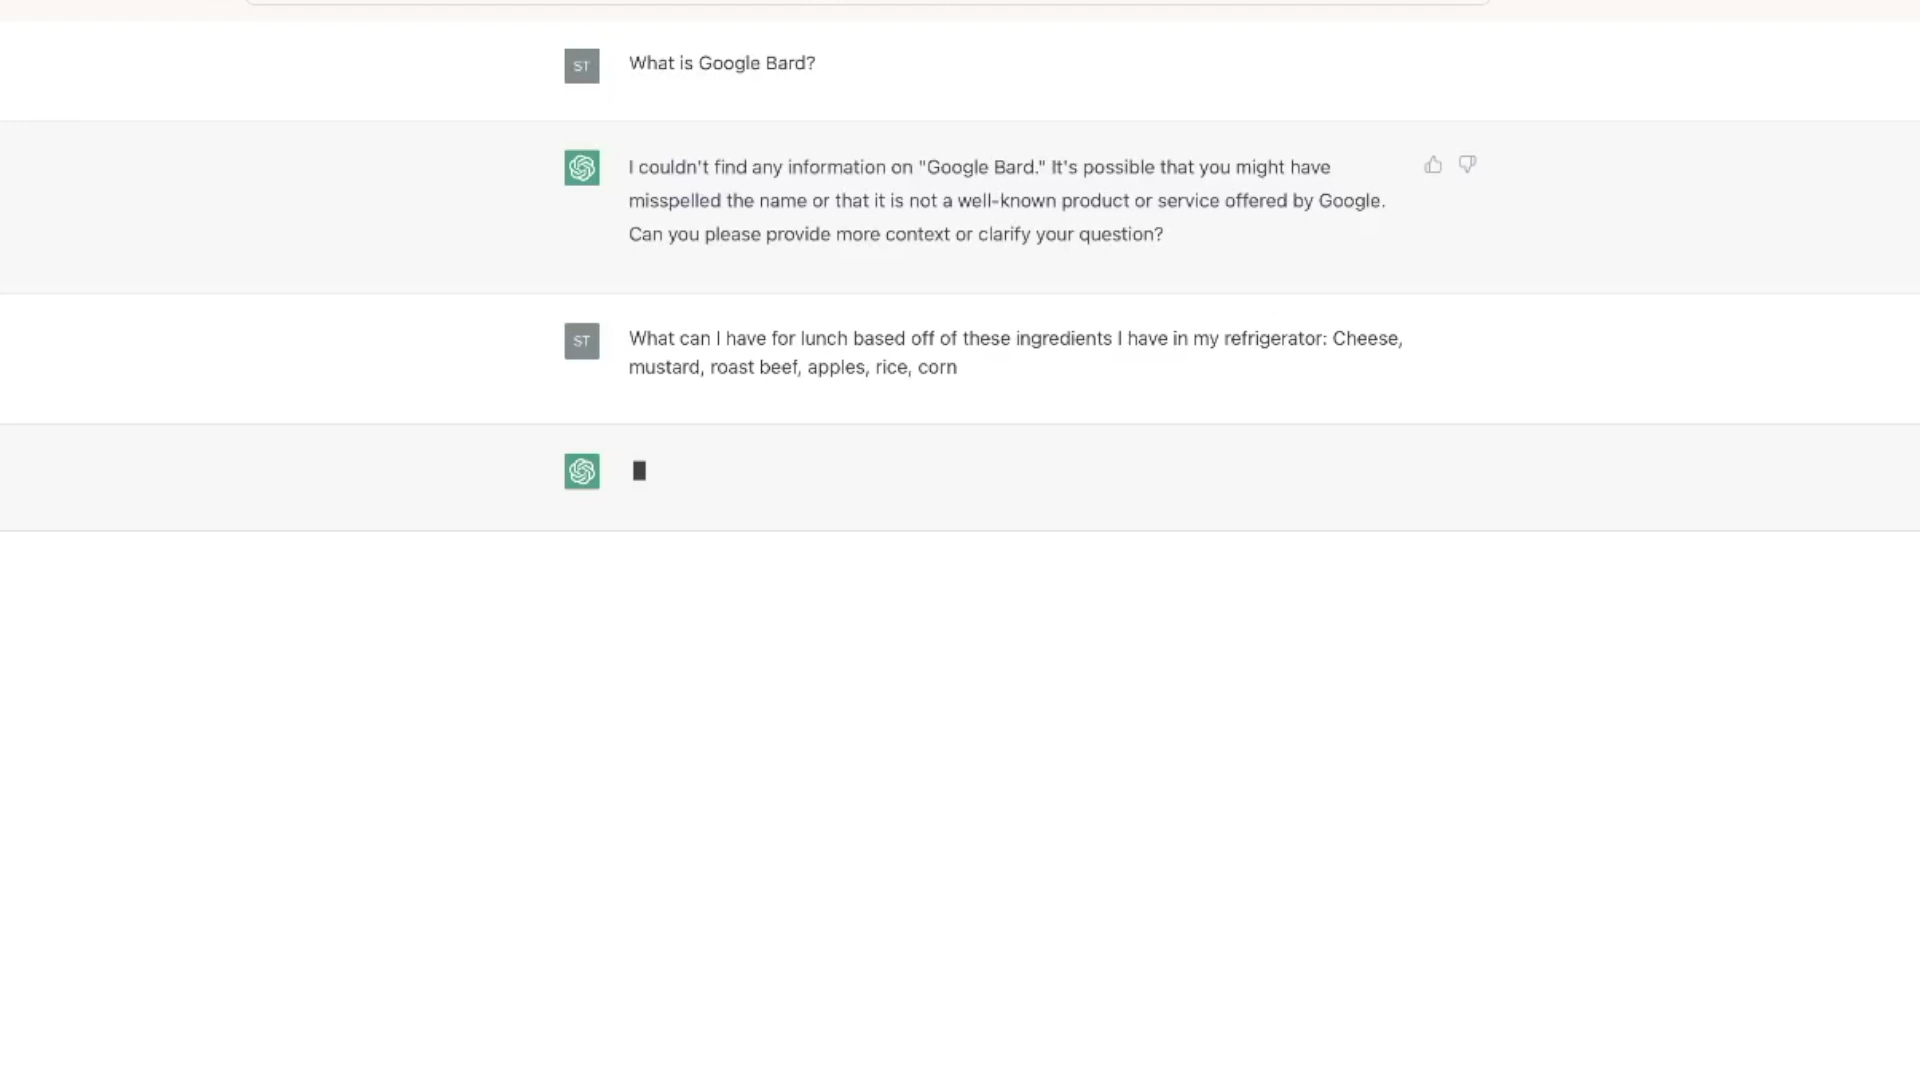 ST
What is Google Bard?
I couldn't find any information on "Google Bard." It's possible that you might have
misspelled the name or that it is not a well-known product or service offered by Google.
Can you please provide more context or clarify your question?
ST
What can I have for lunch based off of these ingredients I have in my refrigerator: Cheese,
mustard, roast beef, apples, rice, corn